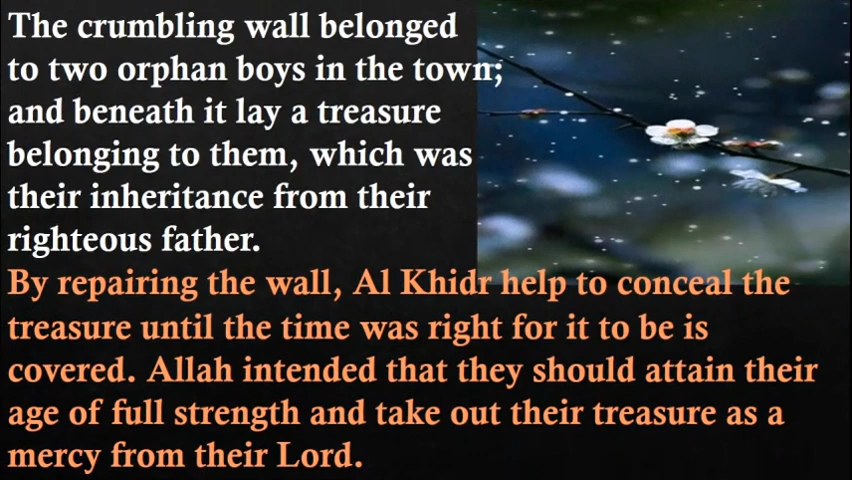 The crumbling wall belonged
to two orphan boys in the town;
and beneath it lay a treasure
belonging to them, which was
their inheritance from their
righteous father.
By repairing the wall, Al Khidr help to conceal the
treasure until the time was right for it to be is
covered. Allah intended that they should attain their
age of full strength and take out their treasure as a
mercy from their Lord.